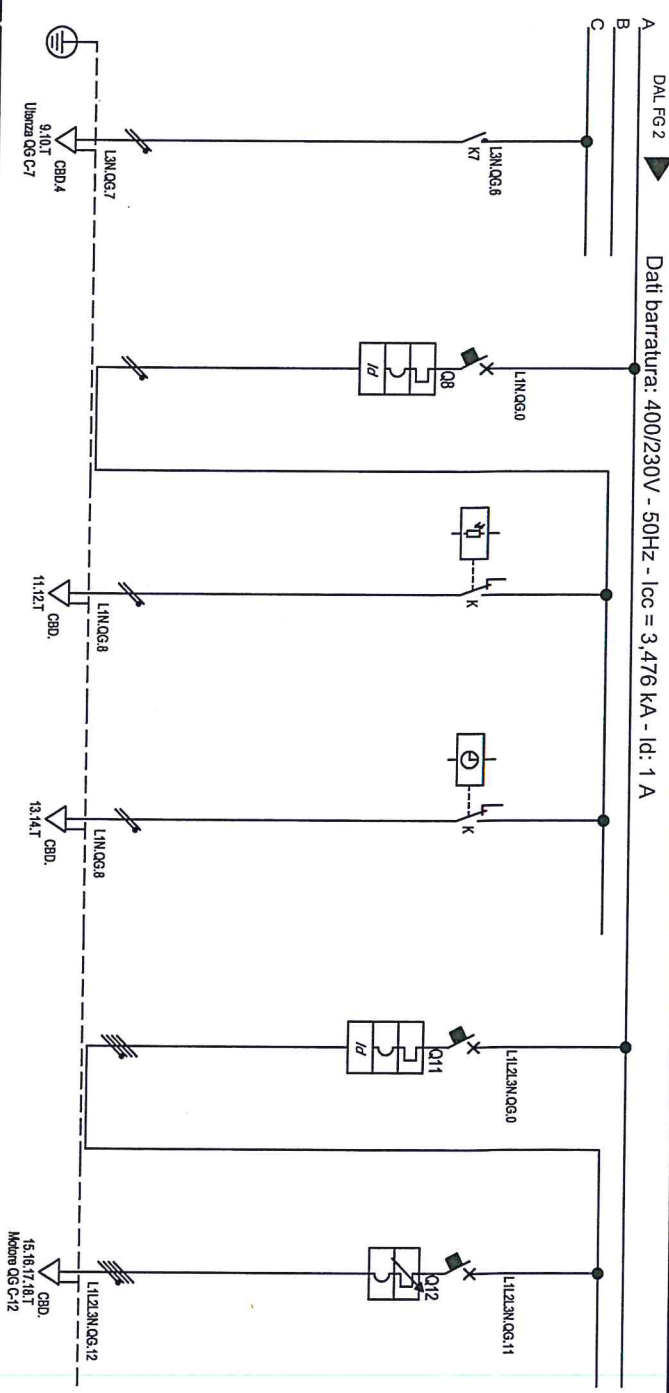 DAL FG 2
Dati barratura: 400/230V - 50Hz - Icc = 3,476 kA - Id: 1 A
A
B
C
L3N.QG.6
K7
L3N.QG.7
CBD.4
9.10.T
Utenza QG C-7
L1N.QG.0
Q8
Id
K
L1N.QG.8
CBD.
11.12.T
K
L1N.QG.8
CBD.
13.14.T
L1L2L3N.QG.0
Q11
Id
L1L2L3N.QG.11
Q12
L1L2L3N.QG.12
CBD.
15.16.17.18.T
Motore QG C-12